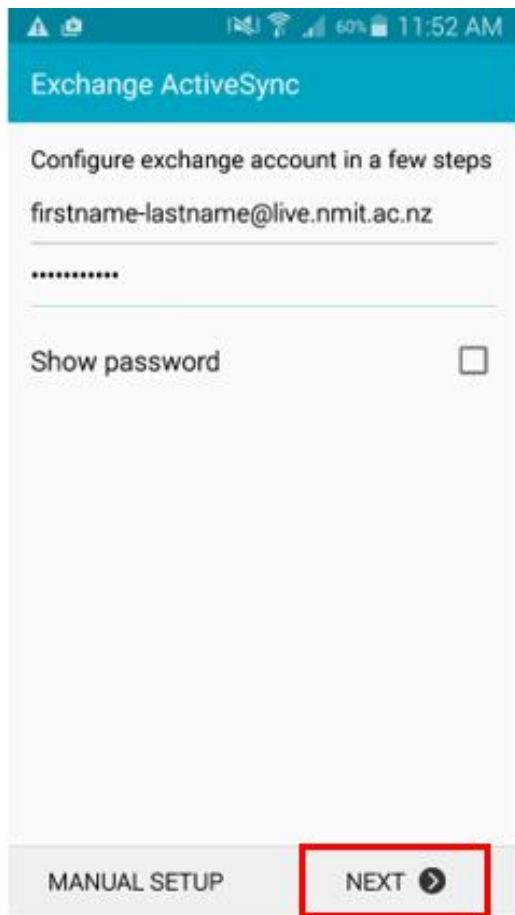 60% 11:52 AM
Exchange ActiveSync
Configure exchange account in a few steps
firstname-lastname@live.nmit.ac.nz
•••••••••••
Show password
MANUAL SETUP NEXT